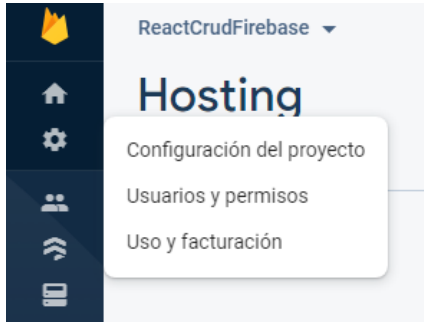 ReactCrudFirebase
Hosting
Configuración del proyecto
Usuarios y permisos
Uso y facturación